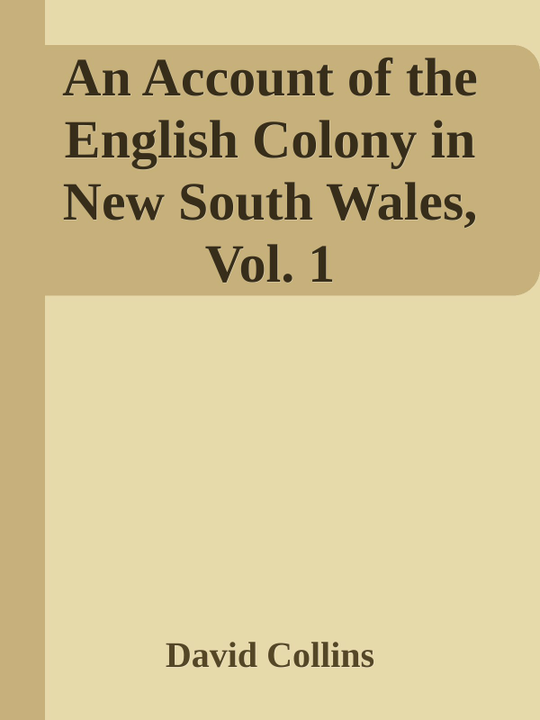 An Account of the
English Colony in
New South Wales,
Vol. 1
David Collins